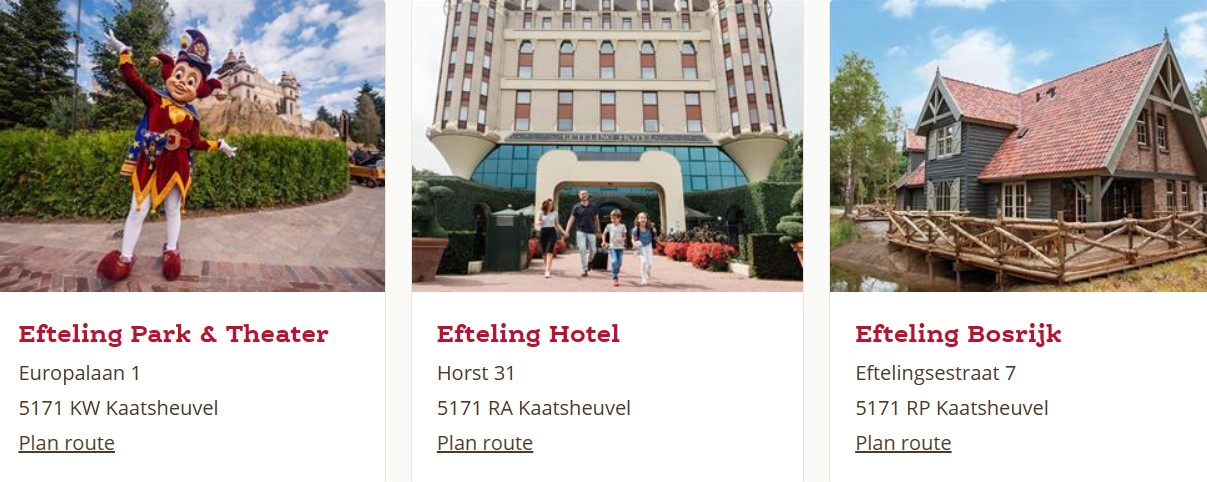 EFTELING HOTEL
Efteling Park & Theater
Europalaan 1
5171 KW Kaatsheuvel
Plan route
Efteling Hotel
Horst 31
5171 RA Kaatsheuvel
Plan route
Efteling Bosrijk
Eftelingsestraat 7
5171 RP Kaatsheuvel
Plan route